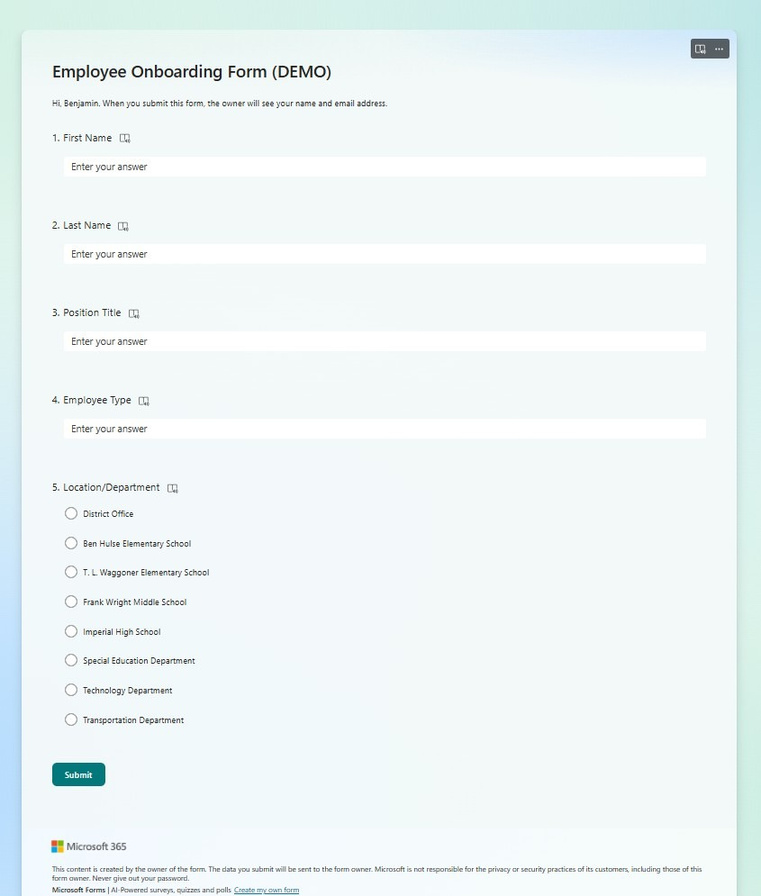 Employee Onboarding Form (DEMO)
Hi, Benjamin. When you submit this form, the owner will see your name and email address.
1. First Name
Enter your answer
2. Last Name
Enter your answer
3. Position Title
Enter your answer
4. Employee Type
Enter your answer
5. Location/Department
District Office
Ben Hulse Elementary School
T. L. Waggoner Elementary School
Frank Wright Middle School
Imperial High School
Special Education Department
Technology Department
Transportation Department
Submit
Microsoft 365
This content is created by the owner of the form. The data you submit will be sent to the form owner. Microsoft is not responsible for the privacy or security practices of its customers, including those of this
form owner. Never give out your password.
Microsoft Forms | AI-Powered surveys, quizzes and polls Create my own form